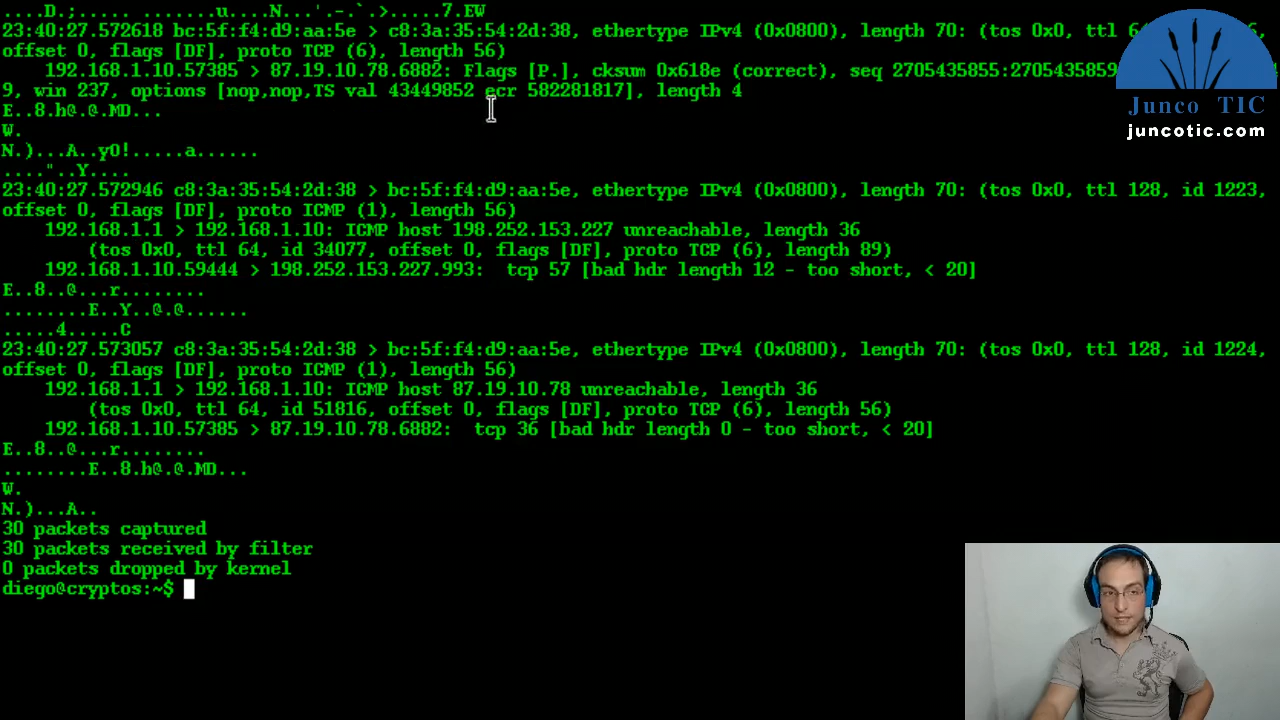 ....D.;..... .......u....N...'.-.`.>.....7.EW
23:40:27.572618 bc:5f:f4:d9:aa:5e > c8:3a:35:54:2d:38, ethertype IPv4 (0x0800), length 70: (tos 0x0, ttl
offset 0, flags [DF], proto TCP (6), length 56)
192.168.1.10.57385 > 87.19.10.78.6882: Flags [P.], cksum 0x618e (correct), seq 2705435855:2705435859
9, win 237, options [nop,nop,TS val 43449852 ecr 582281817], length 4
E..8.h@.@.MD...
W.
N.)...A..yO!.....a......
...."..Y....
23:40:27.572946 c8:3a:35:54:2d:38 > bc:5f:f4:d9:aa:5e, ethertype IPv4 (0x0800), length 70: (tos 0x0, ttl 128, id 1223,
offset 0, flags [DF], proto ICMP (1), length 56)
192.168.1.1 > 192.168.1.10: ICMP host 198.252.153.227 unreachable, length 36
(tos 0x0, ttl 64, id 34077, offset 0, flags [DF], proto TCP (6), length 89)
192.168.1.10.59444 > 198.252.153.227.993:  tcp 57 [bad hdr length 12 - too short, < 20]
E..8..@...r........
........E..Y..@.@......
.....4.....C
23:40:27.573057 c8:3a:35:54:2d:38 > bc:5f:f4:d9:aa:5e, ethertype IPv4 (0x0800), length 70: (tos 0x0, ttl 128, id 1224,
offset 0, flags [DF], proto ICMP (1), length 56)
192.168.1.1 > 192.168.1.10: ICMP host 87.19.10.78 unreachable, length 36
(tos 0x0, ttl 64, id 51816, offset 0, flags [DF], proto TCP (6), length 56)
192.168.1.10.57385 > 87.19.10.78.6882:  tcp 36 [bad hdr length 0 - too short, < 20]
E..8..@...r........
........E..8.h@.@.MD...
W.
N.)...A..
30 packets captured
30 packets received by filter
0 packets dropped by kernel
diego@cryptos:~$
Junco TIC
juncotic.com